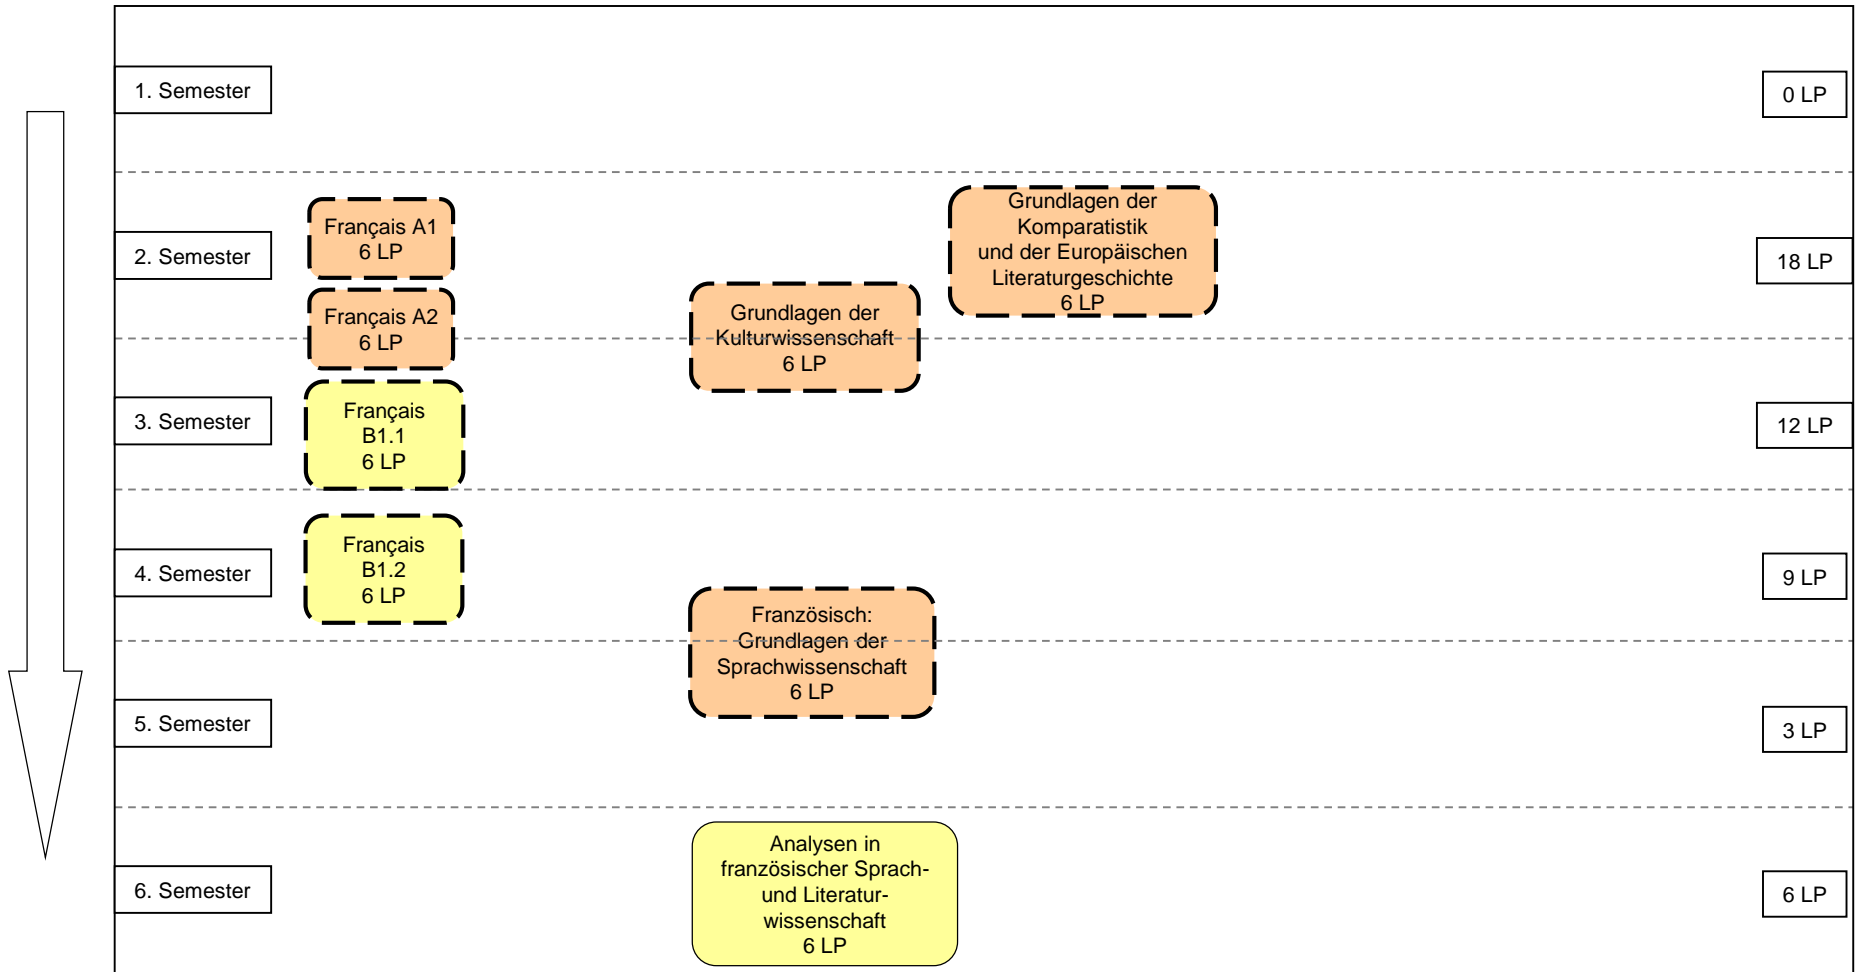 1. Semester
0 LP
2. Semester
Français A1
6 LP
Français A2
6 LP
Grundlagen der
Kulturwissenschaft
6 LP
Grundlagen der
Komparatistik
und der Europäischen
Literaturgeschichte
6 LP
18 LP
3. Semester
Français
B1.1
6 LP
12 LP
4. Semester
Français
B1.2
6 LP
Französisch:
Grundlagen der
Sprachwissenschaft
6 LP
9 LP
5. Semester
3 LP
6. Semester
Analysen in
französischer Sprach-
und Literatur-
wissenschaft
6 LP
6 LP